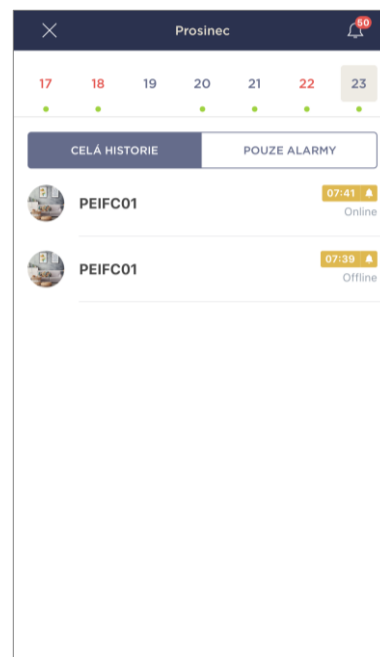 Prosinec
50
17 18 19 20 21 22 23
CELÁ HISTORIE POUZE ALARMY
PEIFC01 07:41
Online
PEIFC01 07:39
Offline